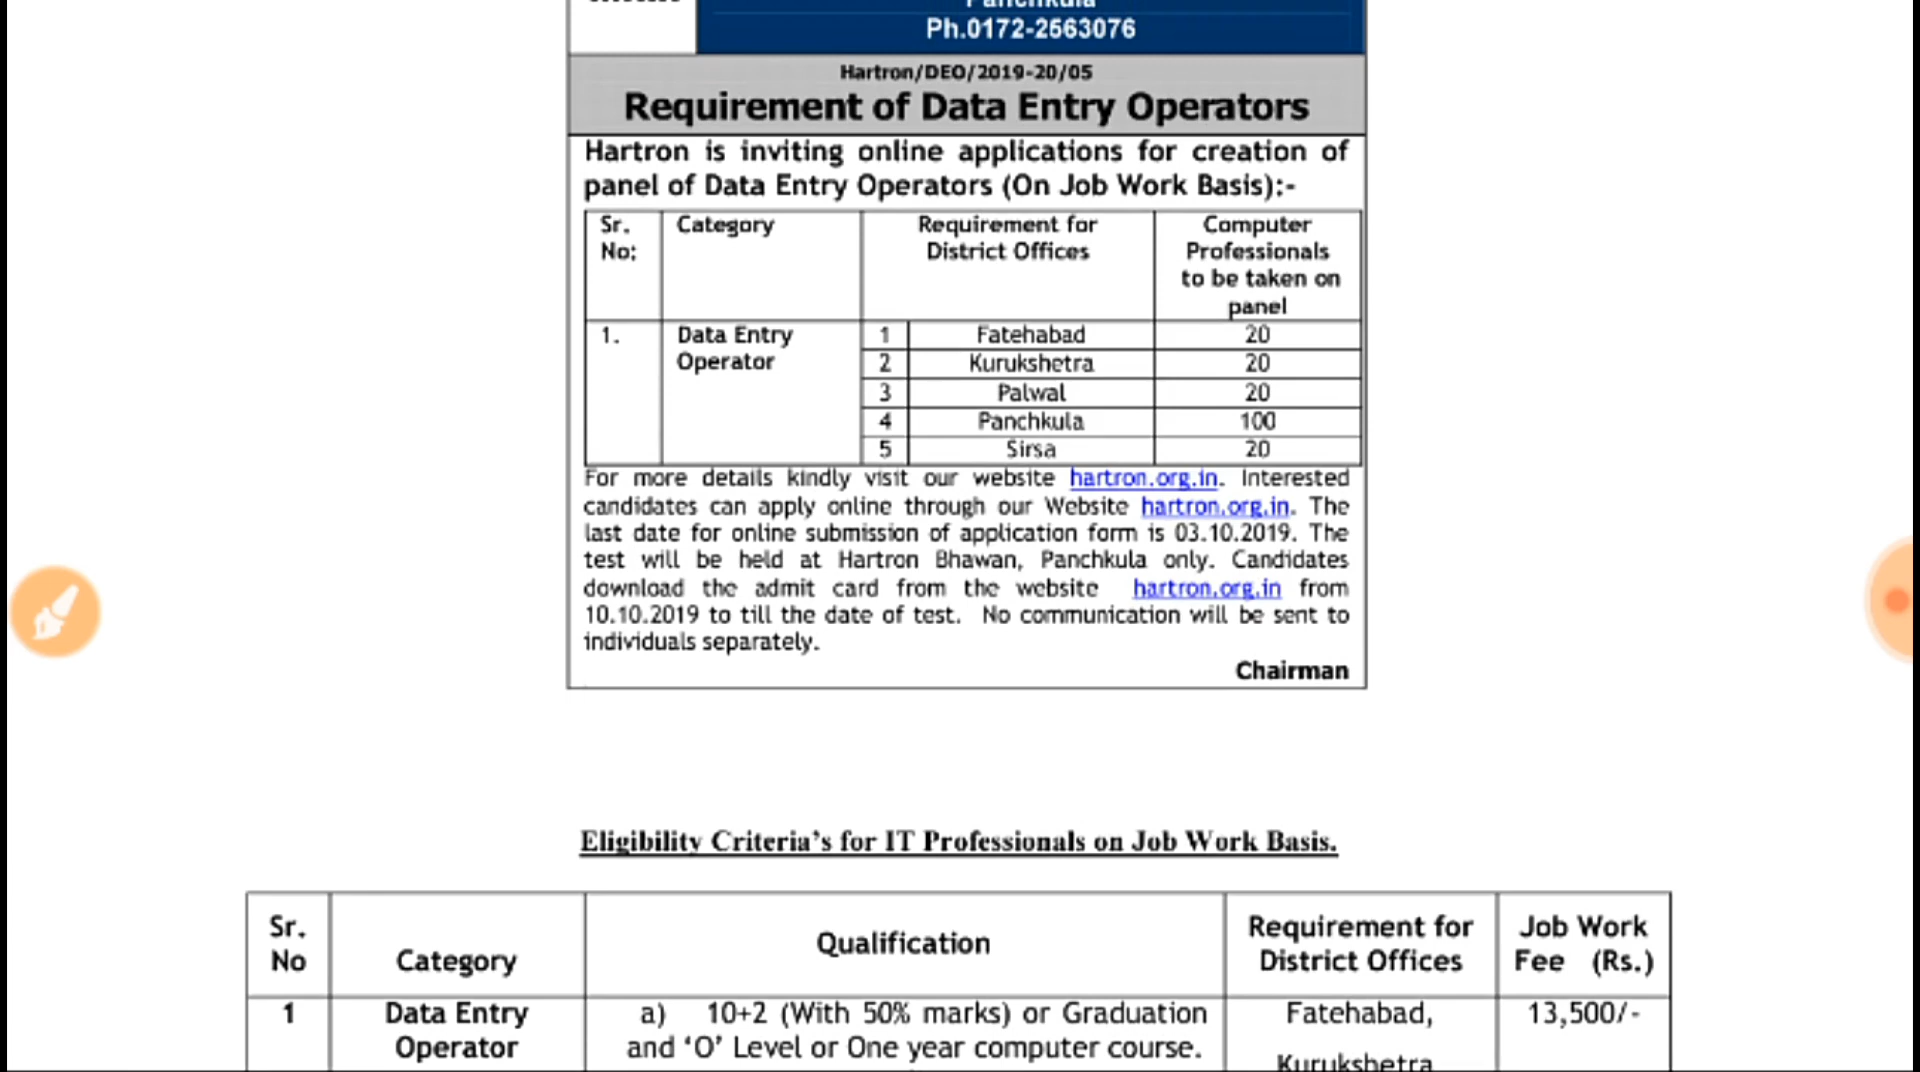 Panchkula
Ph.0172-2563076
Hartron/DEO/2019-20/05
Requirement of Data Entry Operators
Hartron is inviting online applications for creation of
panel of Data Entry Operators (On Job Work Basis):-
Sr. No: Category Requirement for District Offices Computer Professionals to be taken on panel
1. Data Entry Operator 1 Fatehabad 20
2 Kurukshetra 20
3 Palwal 20
4 Panchkula 100
5 Sirsa 20
For more details kindly visit our website hartron.org.in. Interested
candidates can apply online through our Website hartron.org.in. The
last date for online submission of application form is 03.10.2019. The
test will be held at Hartron Bhawan, Panchkula only. Candidates
download the admit card from the website hartron.org.in from
10.10.2019 to till the date of test. No communication will be sent to
individuals separately.
Chairman
Eligibility Criteria's for IT Professionals on Job Work Basis.
Sr. No Category Qualification Requirement for District Offices Job Work Fee (Rs.)
1 Data Entry Operator a) 10+2 (With 50% marks) or Graduation and 'O' Level or One year computer course. Fatehabad, Kurukshetra 13,500/-